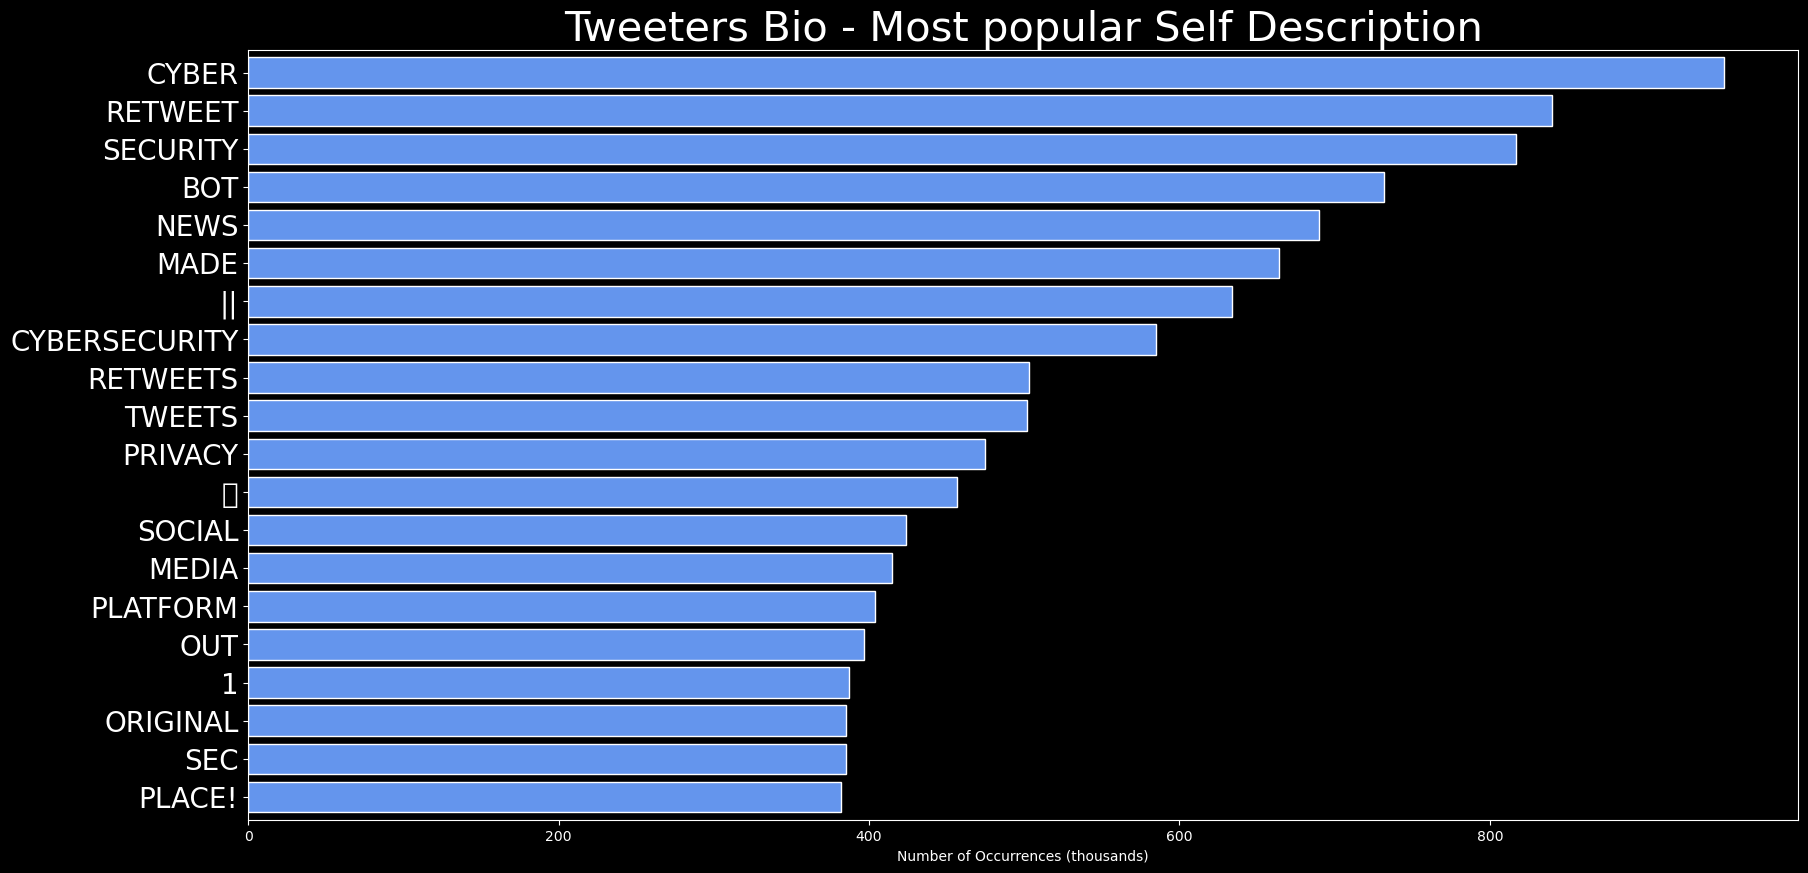 Tweeters Bio - Most popular Self Description
CYBER
RETWEET
SECURITY
BOT
NEWS
MADE
||
CYBERSECURITY
RETWEETS
TWEETS
PRIVACY
SOCIAL
MEDIA
PLATFORM
OUT
1
ORIGINAL
SEC
PLACE!
0 200 400 600 800
Number of Occurrences (thousands)